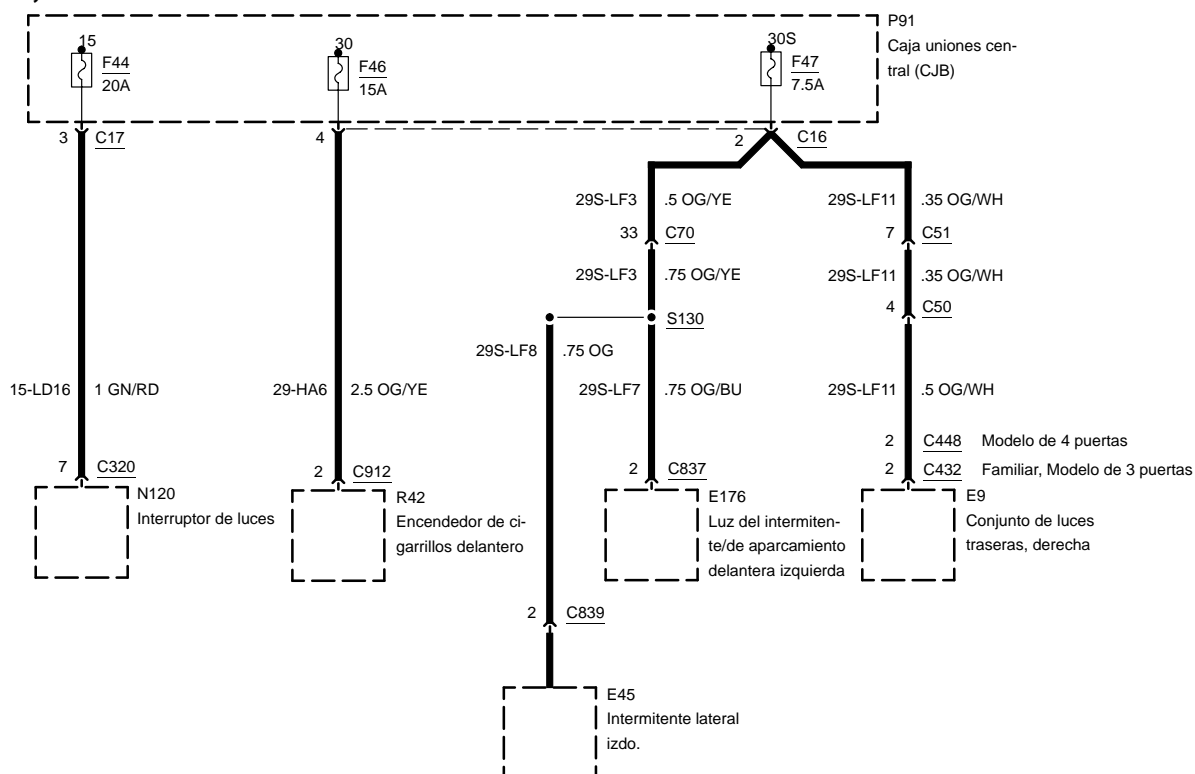 P91
Caja uniones cen-
tral (CJB)
15
F44
20A
30
F46
15A
30S
F47
7.5A
3 C17
4
2 C16
29S-LF3 .5 OG/YE
29S-LF11 .35 OG/WH
33 C70
7 C51
29S-LF3 .75 OG/YE
29S-LF11 .35 OG/WH
4 C50
S130
29S-LF8 .75 OG
15-LD16 1 GN/RD
29-HA6 2.5 OG/YE
29S-LF7 .75 OG/BU
29S-LF11 .5 OG/WH
2 C448 Modelo de 4 puertas
7 C320
2 C912
2 C837
2 C432 Familiar, Modelo de 3 puertas
N120
Interruptor de luces
R42
Encendedor de ci-
garrillos delantero
E176
Luz del intermiten-
te/de aparcamiento
delantera izquierda
E9
Conjunto de luces
traseras, derecha
2 C839
E45
Intermitente lateral
izdo.